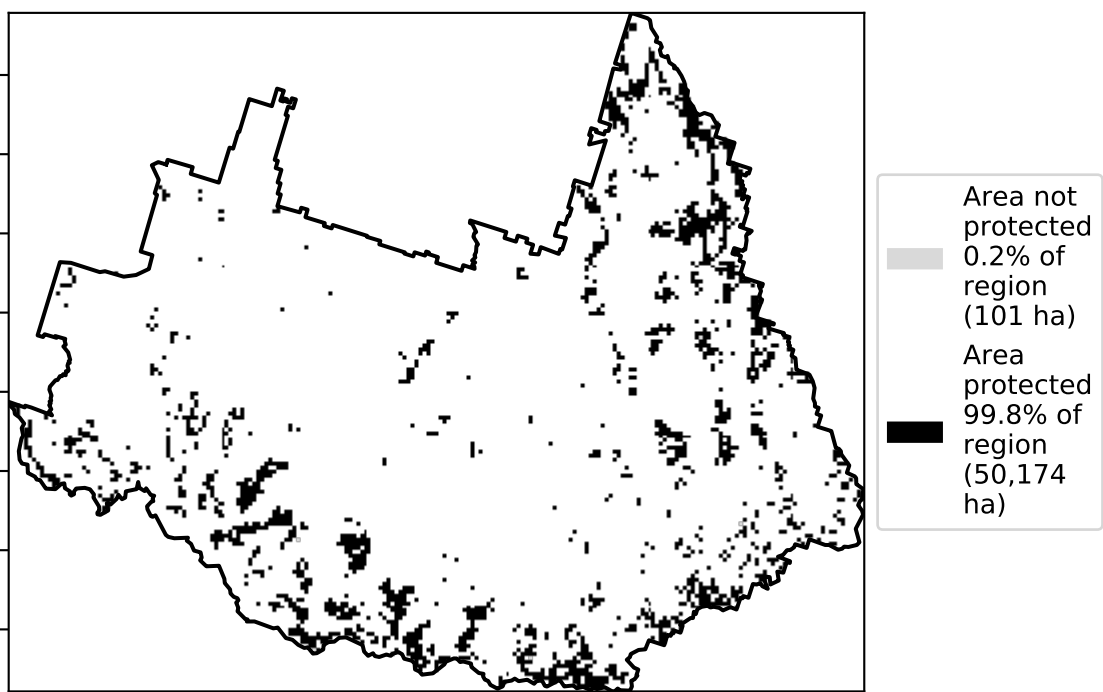 Area not
protected
0.2% of
region
(101 ha)
Area
protected
99.8% of
region
(50,174
ha)